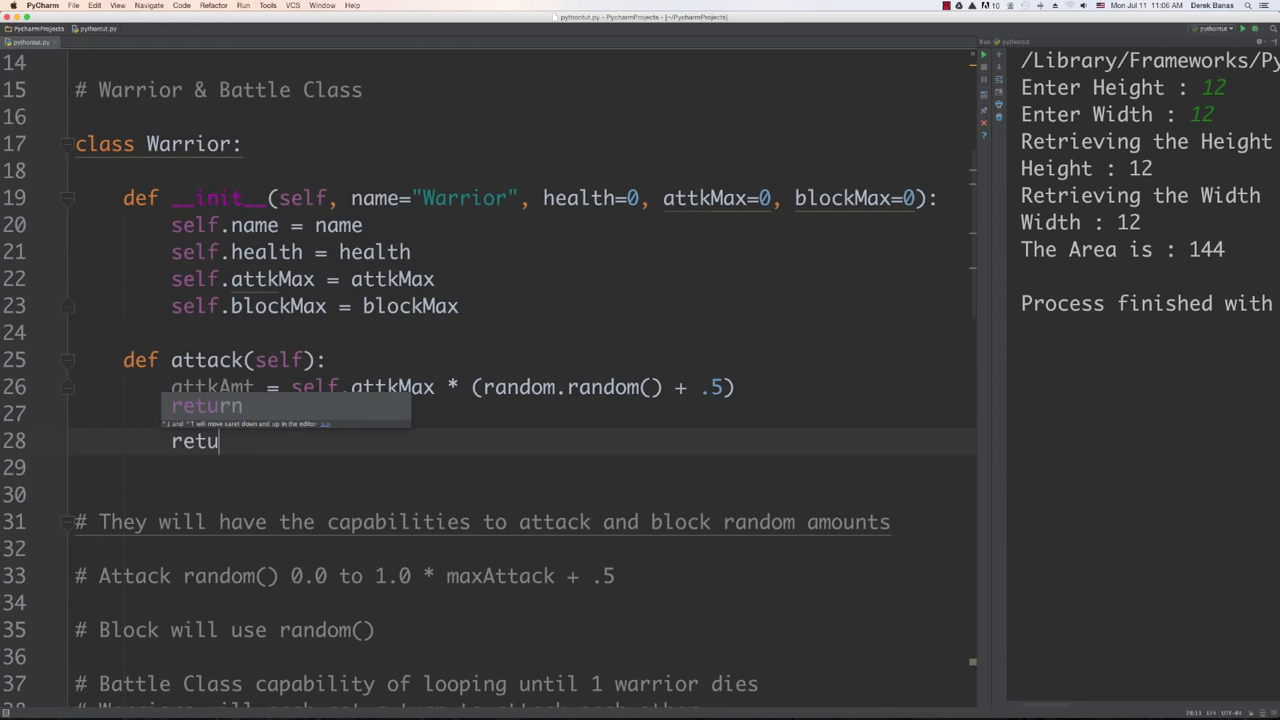 PyCharm File Edit View Navigate Code Refactor Run Tools VCS Window Help
10 Mon Jul 11 11:06 AM Derek Banas
pythontut.py - PycharmProjects - [~/PycharmProjects]
PycharmProjects pythontut.py pythontut
pythontut.py
Run pythontut
14
15 # Warrior & Battle Class
16
17 class Warrior:
18
19 def __init__(self, name="Warrior", health=0, attkMax=0, blockMax=0):
20 self.name = name
21 self.health = health
22 self.attkMax = attkMax
23 self.blockMax = blockMax
24
25 def attack(self):
26 attkAmt = self.attkMax * (random.random() + .5)
return
27
^↓ and ^↑ will move caret down and up in the editor >>
28 retu
29
30
31 # They will have the capabilities to attack and block random amounts
32
33 # Attack random() 0.0 to 1.0 * maxAttack + .5
34
35 # Block will use random()
36
37 # Battle Class capability of looping until 1 warrior dies
/Library/Frameworks/Py
Enter Height : 12
Enter Width : 12
Retrieving the Height
Height : 12
Retrieving the Width
Width : 12
The Area is : 144
Process finished with
28:13 LF÷ UTF-8÷